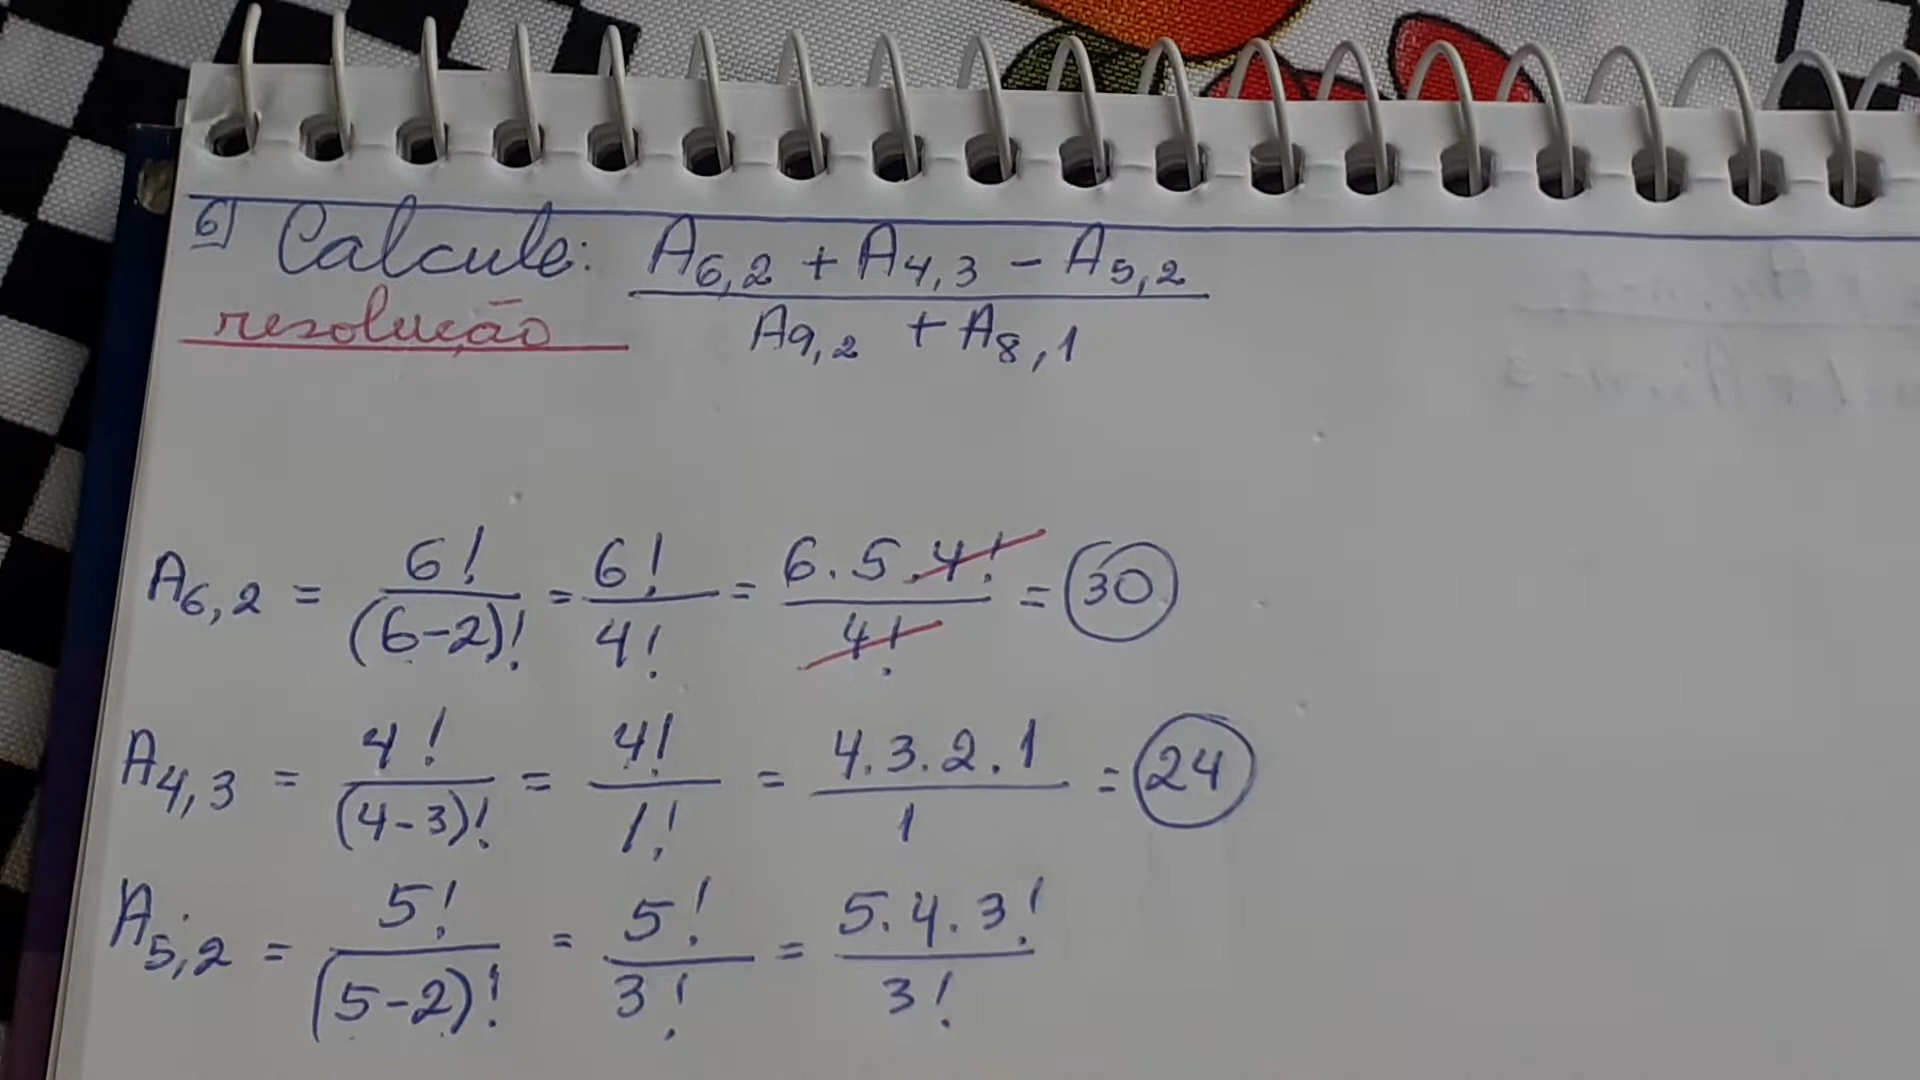 6) Calcule: A6,2 + A4,3 - A5,2 / A9,2 + A8,1
resolução
A6,2 = 6!/(6-2)! = 6!/4! = 6.5.4!/4! = 30
A4,3 = 4!/(4-3)! = 4!/1! = 4.3.2.1/1 = 24
A5,2 = 5!/(5-2)! = 5!/3! = 5.4.3!/3!